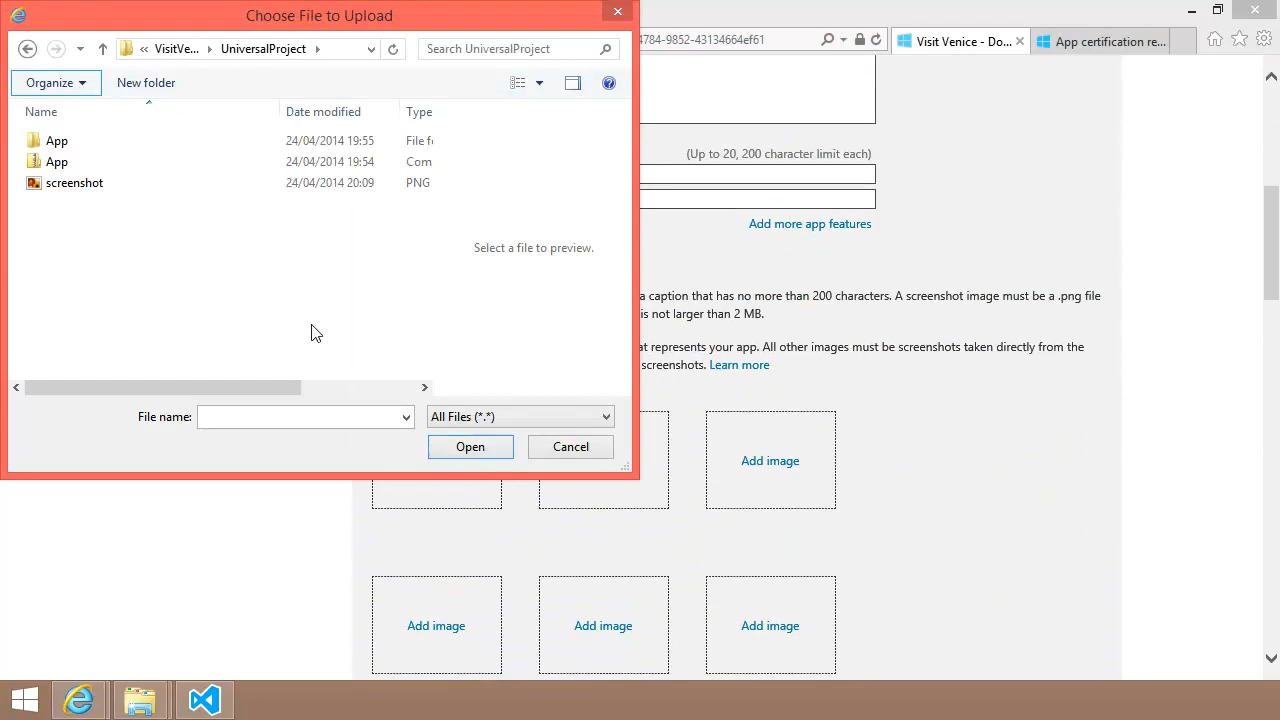 Choose File to Upload
« VisitVe... UniversalProject
Search UniversalProject
4784-9852-43134664ef61
Visit Venice - Do...
App certification re...
Organize
New folder
Name
Date modified
Type
App
24/04/2014 19:55
File f
App
24/04/2014 19:54
Com
screenshot
24/04/2014 20:09
PNG
Select a file to preview.
File name:
All Files (*.*)
Open
Cancel
(Up to 20, 200 character limit each)
Add more app features
a caption that has no more than 200 characters. A screenshot image must be a .png file
is not larger than 2 MB.
at represents your app. All other images must be screenshots taken directly from the
screenshots. Learn more
Add image
Add image
Add image
Add image